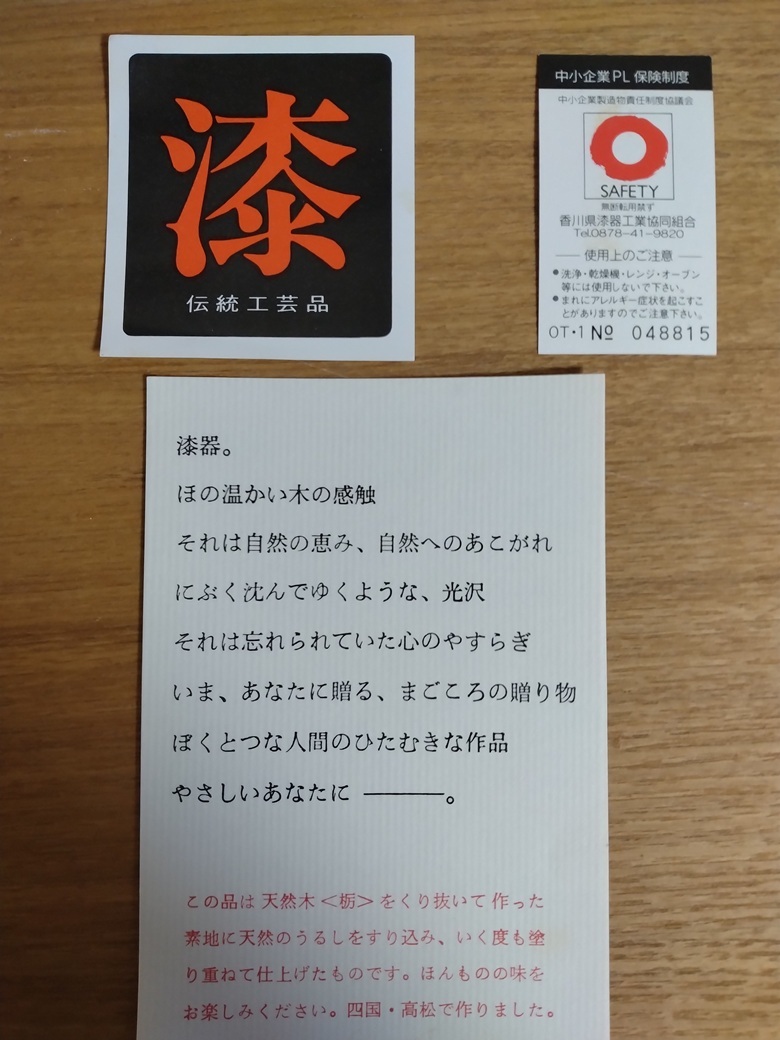 漆
伝統工芸品
中小企業PL保険制度
中小企業製造物責任制度協議会
SAFETY
無断転用禁ず
香川県漆器工業協同組合
Tel.0878-41-9820
使用上のご注意
●洗浄・乾燥機・レンジ・オーブン
等には使用しないで下さい。
●まれにアレルギー症状を起こすこ
とがありますのでご注意下さい。
OT・1 № 048815
漆器。
ほの温かい木の感触
それは自然の恵み、自然へのあこがれ
にぶく沈んでゆくような、光沢
それは忘れられていた心のやすらぎ
いま、あなたに贈る、まごころの贈り物
ぼくとつな人間のひたむきな作品
やさしいあなたに ———。
この品は天然木<栃>をくり抜いて作った
素地に天然のうるしをすり込み、いく度も塗
り重ねて仕上げたものです。ほんものの味を
お楽しみください。四国・高松で作りました。